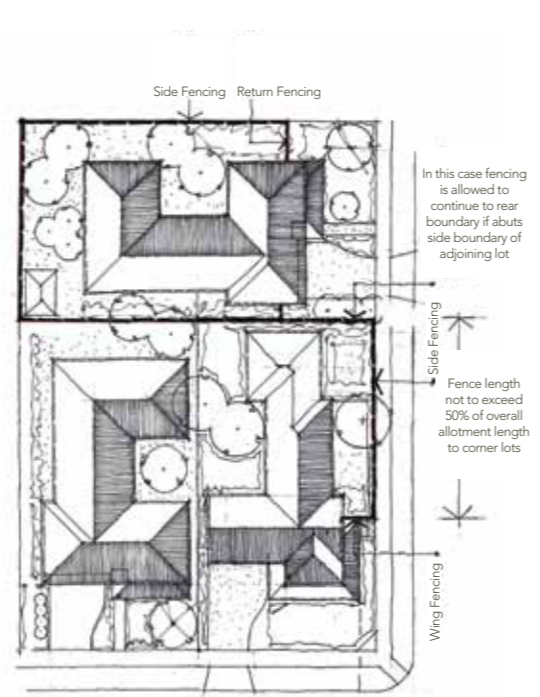 Side Fencing Return Fencing
In this case fencing
is allowed to
continue to rear
boundary if abuts
side boundary of
adjoining lot
Side Fencing
Fence length
not to exceed
50% of overall
allotment length
to corner lots
Wing Fencing